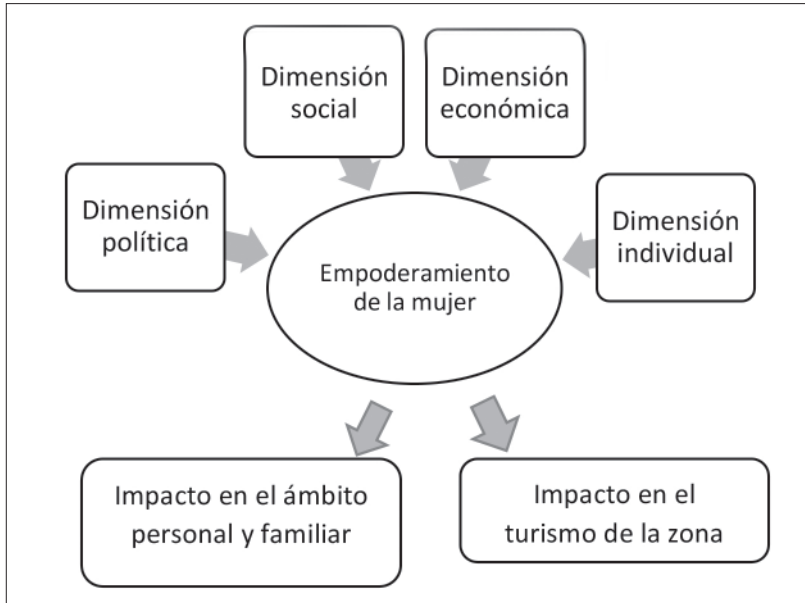 Dimensión
social
Dimensión
económica
Dimensión
política
Dimensión
individual
Empoderamiento
de la mujer
Impacto en el ámbito
personal y familiar
Impacto en el
turismo de la zona